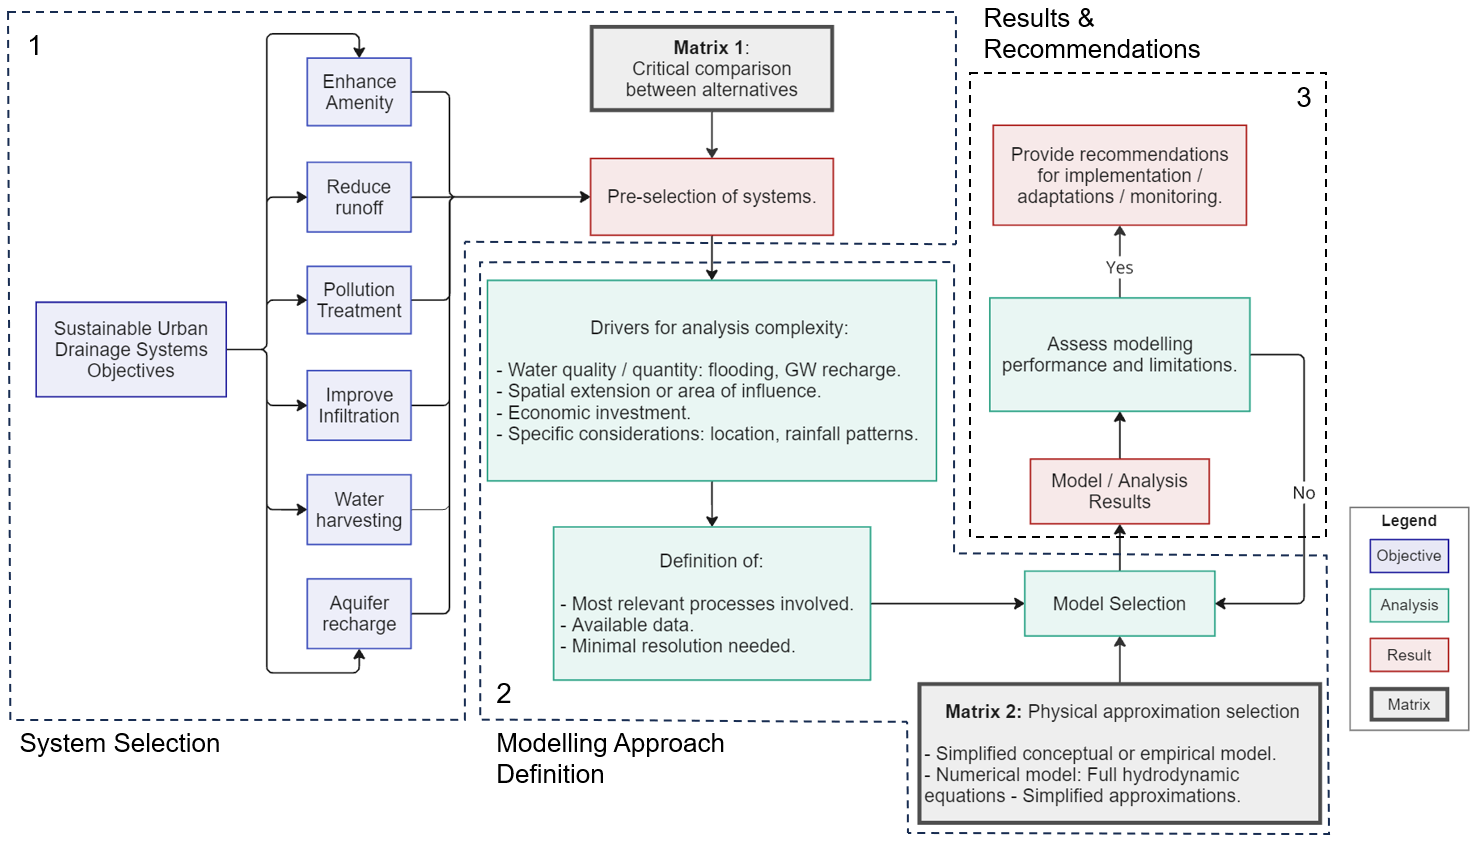 1
Enhance
Amenity
Reduce
runoff
Pollution
Treatment
Sustainable Urban
Drainage Systems
Objectives
Improve
Infiltration
Water
harvesting
Aquifer
recharge
System Selection
Matrix 1:
Critical comparison
between alternatives
Pre-selection of systems.
Drivers for analysis complexity:
- Water quality / quantity: flooding, GW recharge.
- Spatial extension or area of influence.
- Economic investment.
- Specific considerations: location, rainfall patterns.
Definition of:
- Most relevant processes involved.
- Available data.
- Minimal resolution needed.
2
Modelling Approach
Definition
Model Selection
Matrix 2: Physical approximation selection
- Simplified conceptual or empirical model.
- Numerical model: Full hydrodynamic
equations - Simplified approximations.
Results &
Recommendations
3
Provide recommendations
for implementation /
adaptations / monitoring.
Yes
Assess modelling
performance and limitations.
Model / Analysis
Results
No
Legend
Objective
Analysis
Result
Matrix